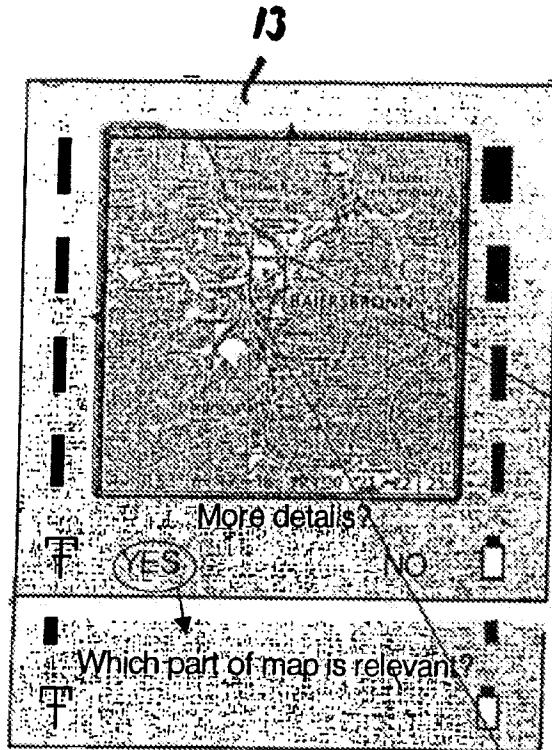 13
BAIERSBRONN
More details?
YES NO
Which part of map is relevant?